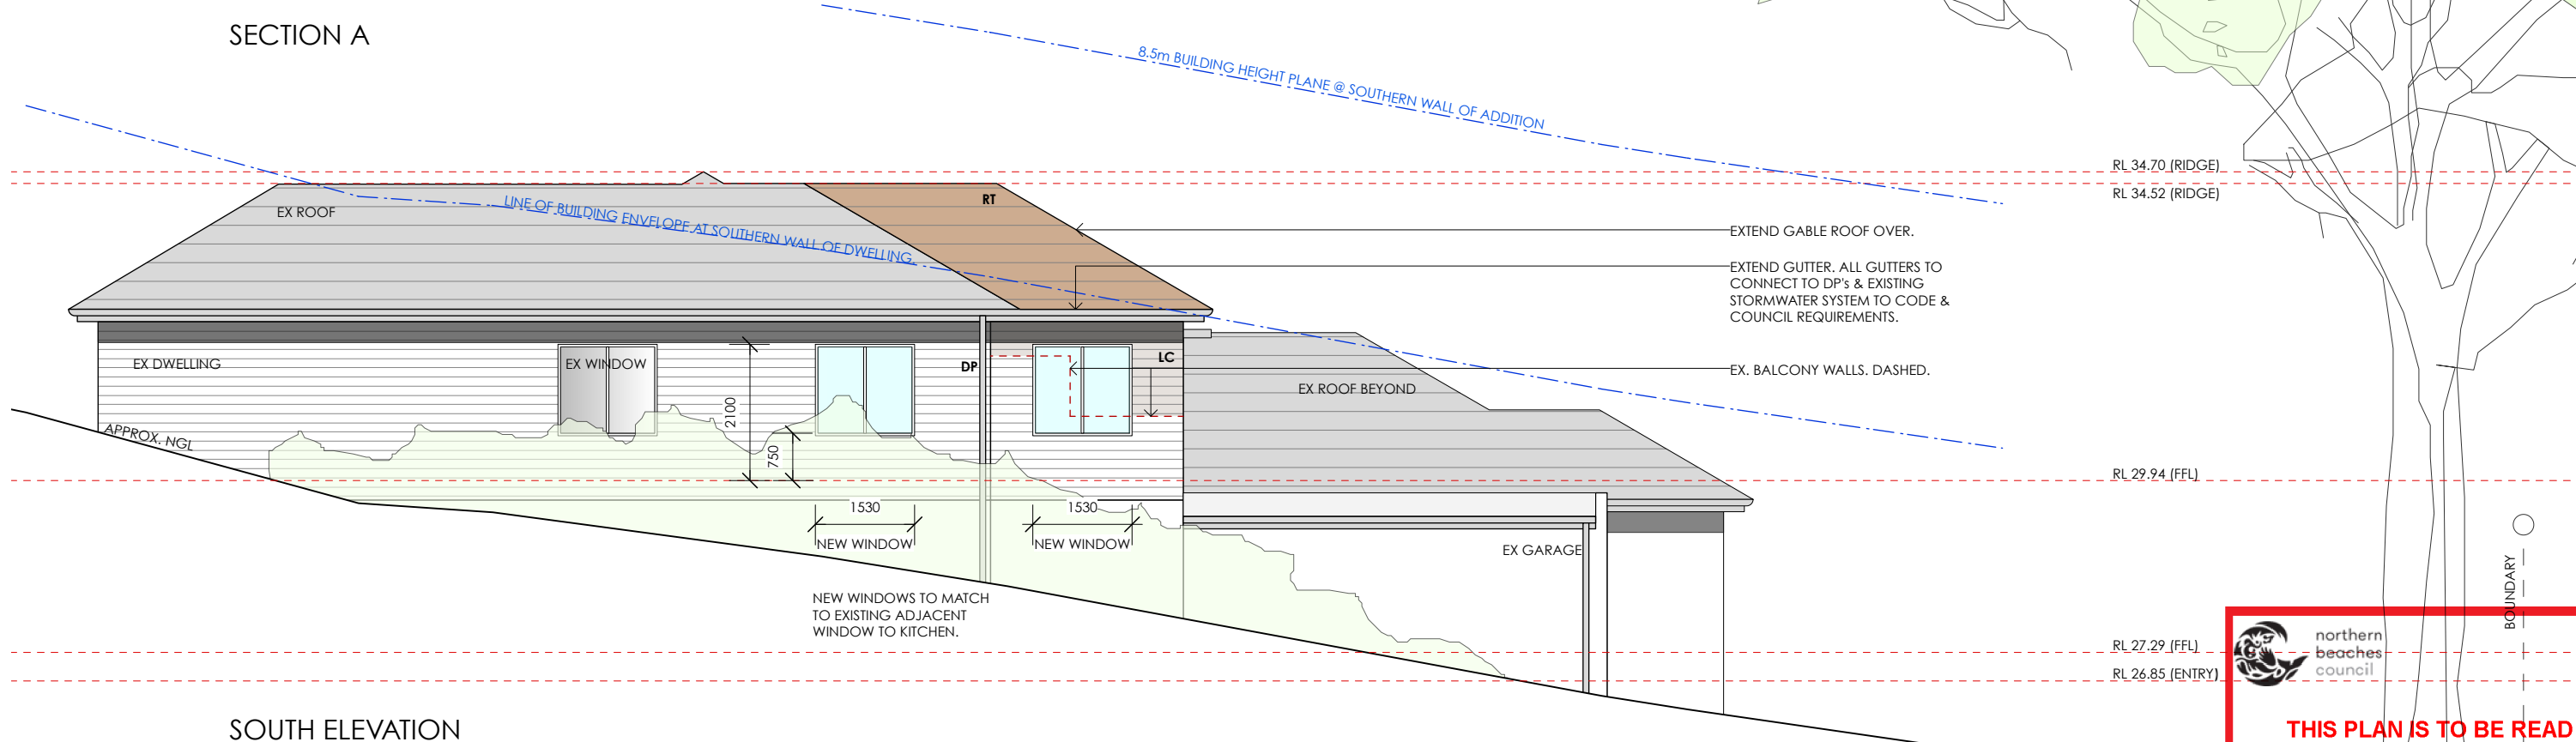 SECTION A
8.5m BUILDING HEIGHT PLANE @ SOUTHERN WALL OF ADDITION
RL 34.70 (RIDGE)
RL 34.52 (RIDGE)
EX ROOF
RT
LINE OF BUILDING ENVELOPE AT SOUTHERN WALL OF DWELLING.
EXTEND GABLE ROOF OVER.
EXTEND GUTTER. ALL GUTTERS TO
CONNECT TO DP's & EXISTING
STORMWATER SYSTEM TO CODE &
COUNCIL REQUIREMENTS.
EX DWELLING
EX WINDOW
DP
LC
EX. BALCONY WALLS. DASHED.
EX ROOF BEYOND
2100
APPROX. NGL
750
RL 29.94 (FFL)
1530
1530
NEW WINDOW
NEW WINDOW
EX GARAGE
BOUNDARY
NEW WINDOWS TO MATCH
TO EXISTING ADJACENT
WINDOW TO KITCHEN.
RL 27.29 (FFL)
RL 26.85 (ENTRY)
northern
beaches
council
SOUTH ELEVATION
THIS PLAN IS TO BE READ